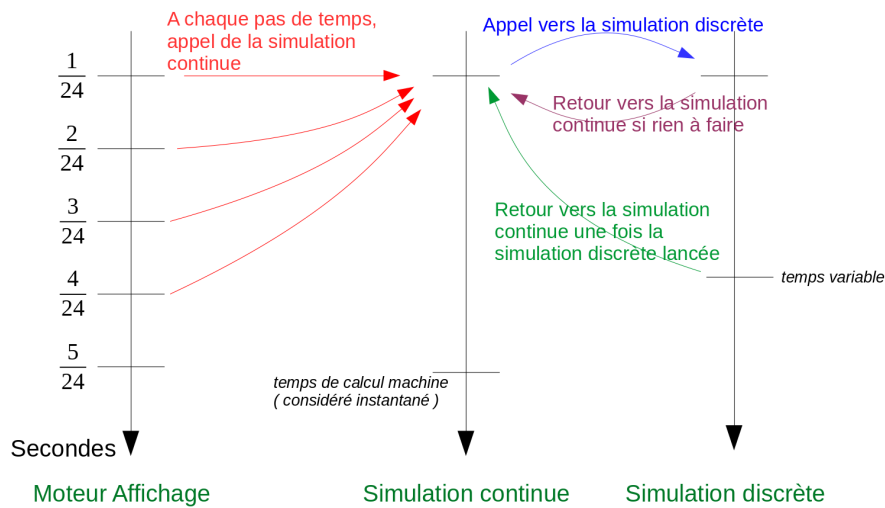 A chaque pas de temps,
appel de la simulation
continue
Appel vers la simulation discrète
1
24
Retour vers la simulation
continue si rien à faire
2
24
3
24
Retour vers la simulation
continue une fois la
simulation discrète lancée
4
24
temps variable
5
24
temps de calcul machine
( considéré instantané )
Secondes
Moteur Affichage
Simulation continue
Simulation discrète